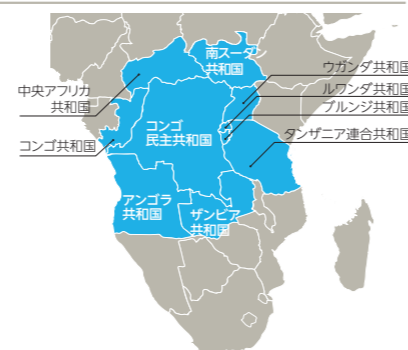 南スーダン
共和国
ウガンダ共和国
ルワンダ共和国
ブルンジ共和国
タンザニア連合共和国
中央アフリカ
共和国
コンゴ共和国
コンゴ
民主共和国
アンゴラ
共和国
ザンビア
共和国